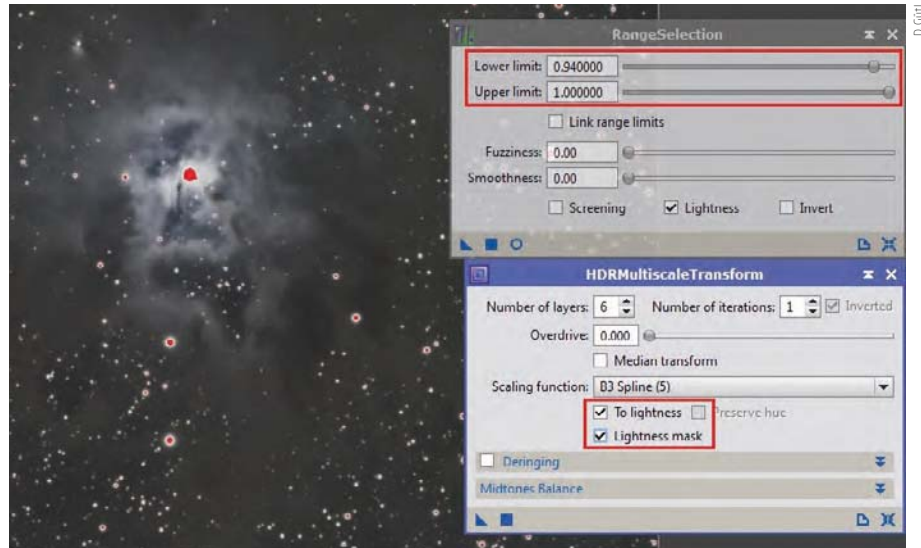 D Gürtl
RangeSelection
Lower limit: 0.940000
Upper limit: 1.000000
Link range limits
Fuzziness: 0.00
Smoothness: 0.00
Screening Lightness Invert
HDRMultiscaleTransform
Number of layers: 6 Number of iterations: 1 Inverted
Overdrive: 0.000
Median transform
Scaling function: B3 Spline (5)
To lightness Preserve hue
Lightness mask
Deringing
Midtones Balance